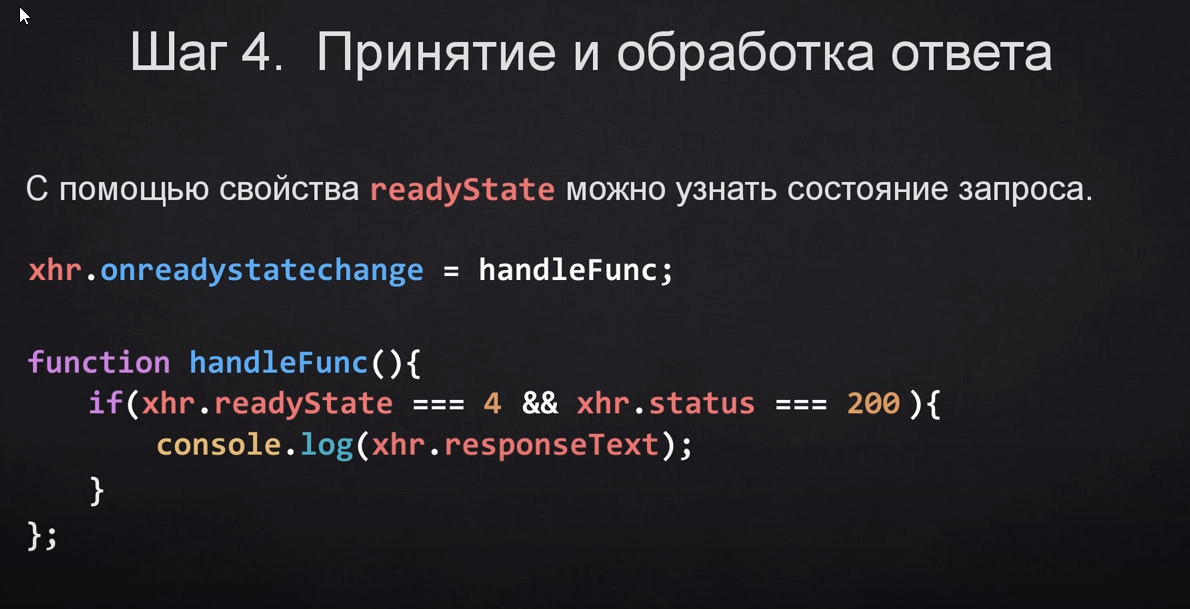 Шаг 4.  Принятие и обработка ответа
С помощью свойства readyState можно узнать состояние запроса.
xhr.onreadystatechange = handleFunc;
function handleFunc(){
    if(xhr.readyState === 4 && xhr.status === 200){
        console.log(xhr.responseText);
    }
};